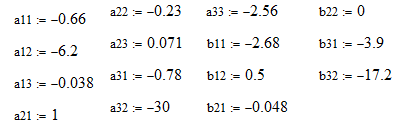 a11 := −0.66
a12 := −6.2
a13 := −0.038
a21 := 1
a22 := −0.23
a23 := 0.071
a31 := −0.78
a32 := −30
a33 := −2.56
b11 := −2.68
b12 := 0.5
b21 := −0.048
b22 := 0
b31 := −3.9
b32 := −17.2